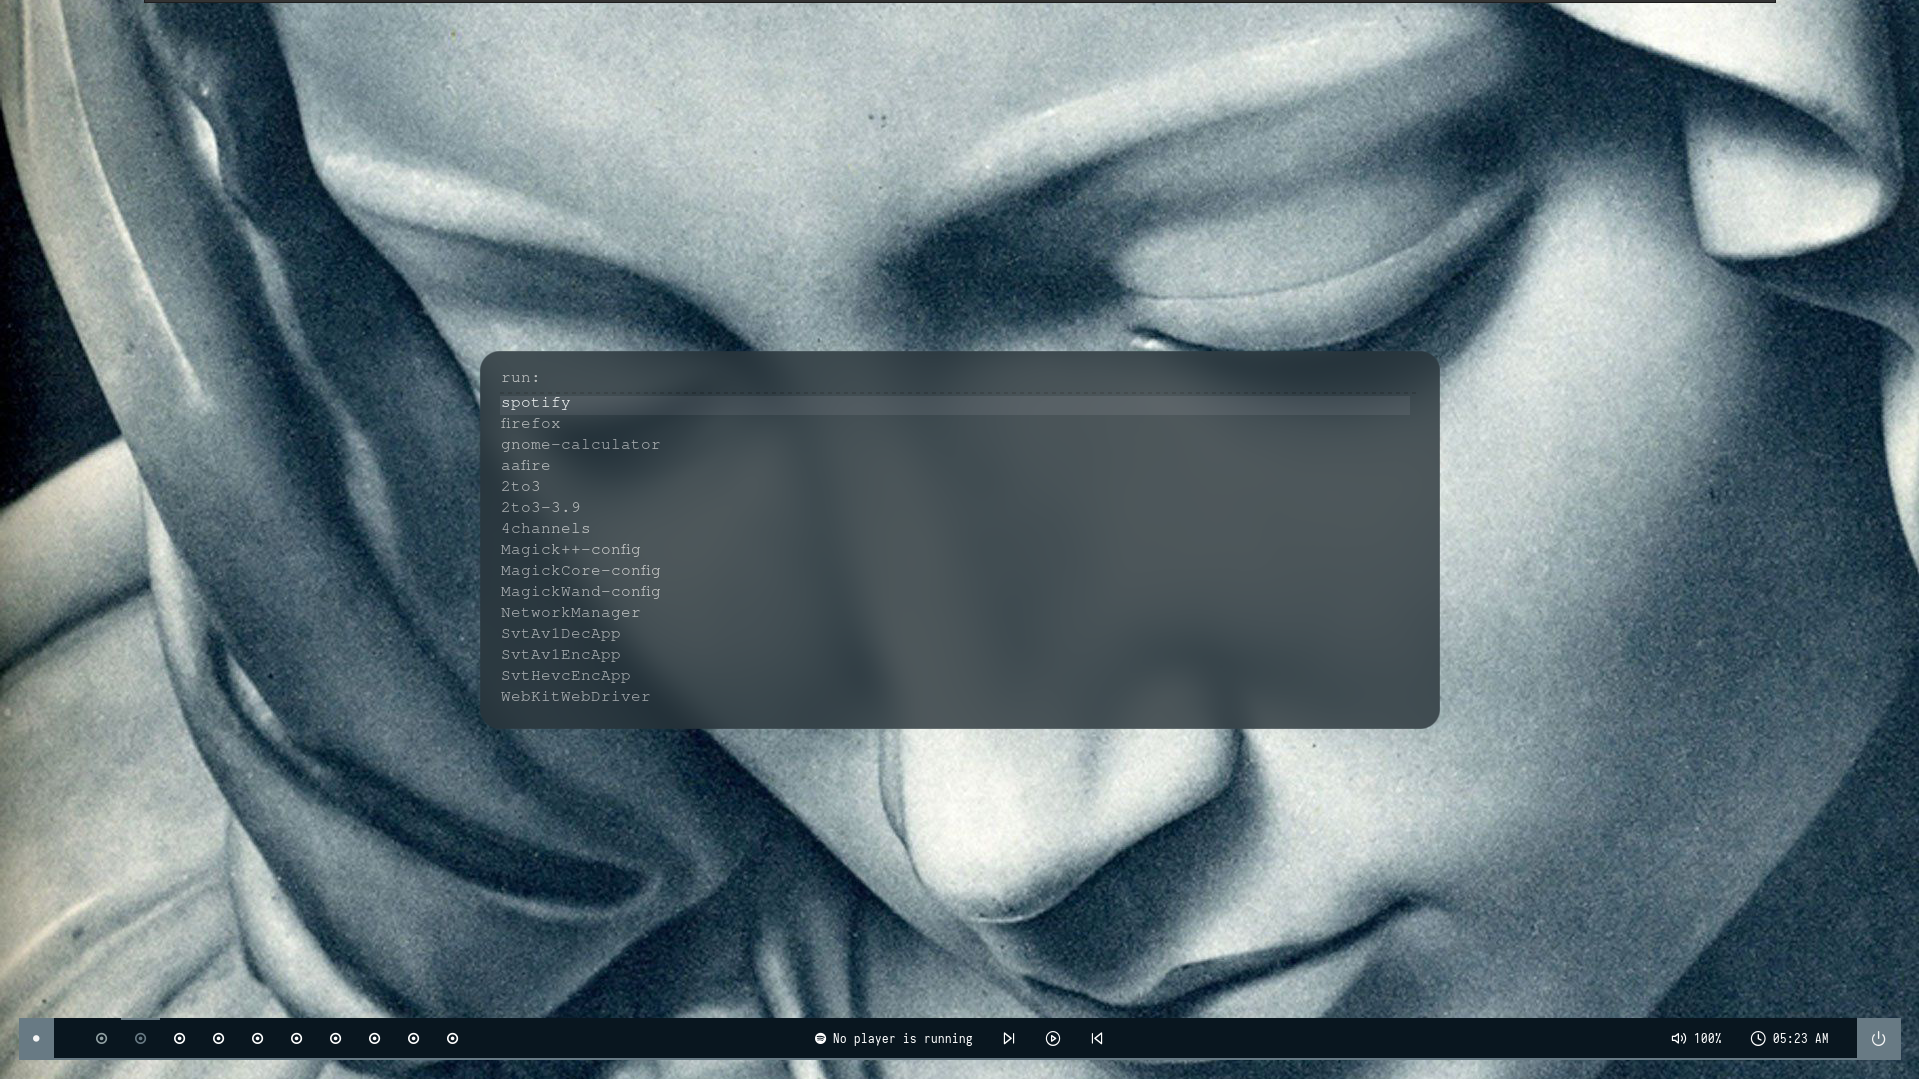 run:
spotify
firefox
gnome-calculator
aafire
2to3
2to3-3.9
4channels
Magick++-config
MagickCore-config
MagickWand-config
NetworkManager
SvtAv1DecApp
SvtAv1EncApp
SvtHevcEncApp
WebKitWebDriver
No player is running 100% 05:23 AM